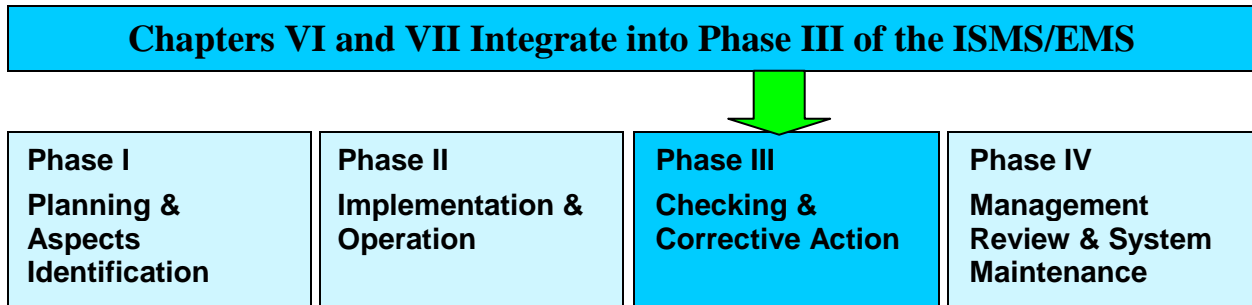 Chapters VI and VII Integrate into Phase III of the ISMS/EMS
Phase I
Planning &
Aspects
Identification
Phase II
Implementation &
Operation
Phase III
Checking &
Corrective Action
Phase IV
Management
Review & System
Maintenance